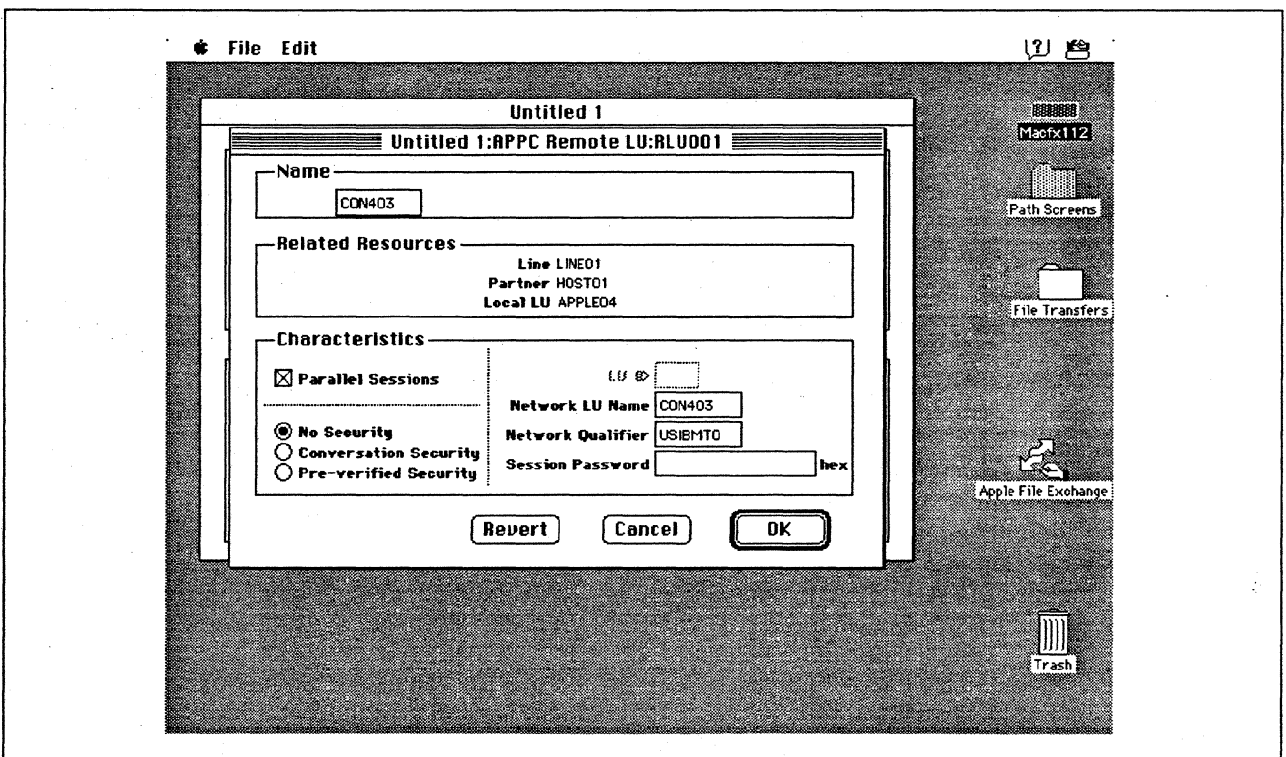 File Edit
Untitled 1
Untitled 1:APPC Remote LU:RLU001
Name
CON403
Related Resources
Line LINE01
Partner HOST01
Local LU APPLE04
Characteristics
Parallel Sessions
No Security
Conversation Security
Pre-verified Security
LU ID
Network LU Name CON403
Network Qualifier USIBMTO
Session Password hex
Revert Cancel OK
Macfx112
Path Screens
File Transfers
Apple File Exchange
Trash